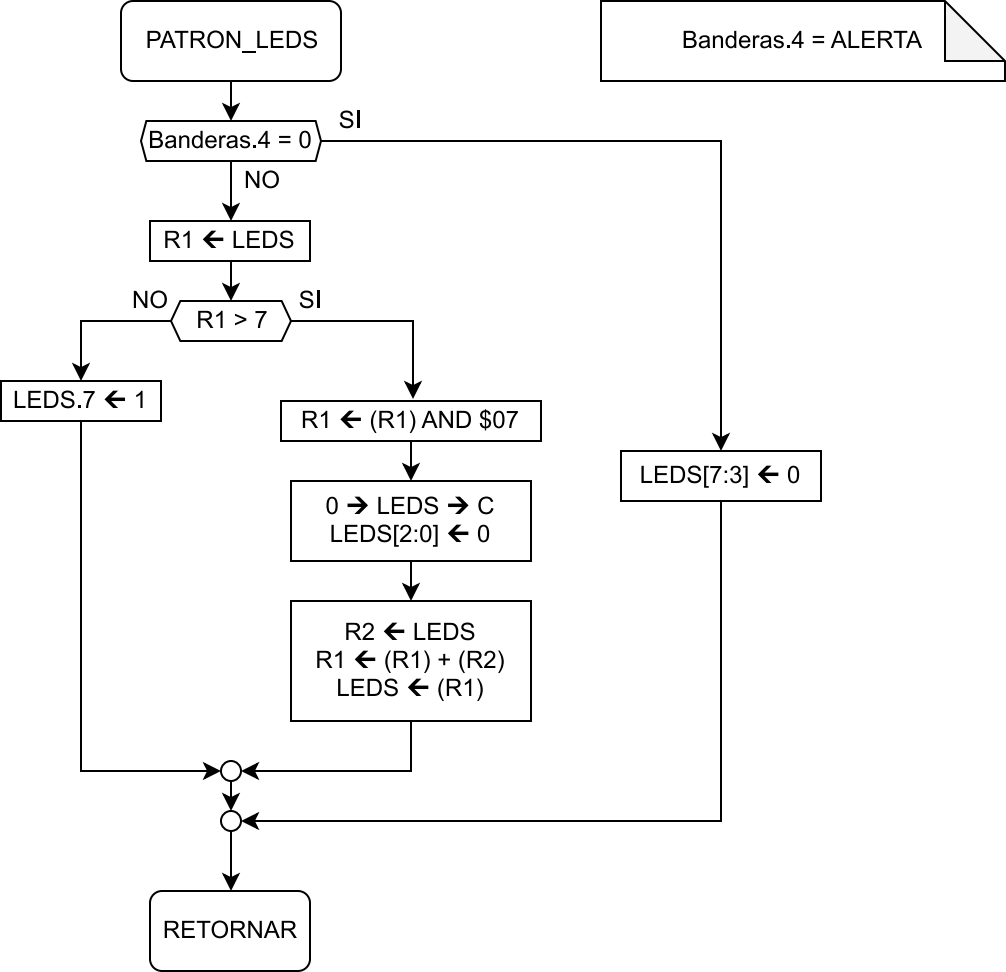 PATRON_LEDS
Banderas.4 = ALERTA
Banderas.4 = 0
SI
NO
R1 ← LEDS
NO
SI
R1 > 7
LEDS.7 ← 1
R1 ← (R1) AND $07
0 → LEDS → C
LEDS[2:0] ← 0
LEDS[7:3] ← 0
R2 ← LEDS
R1 ← (R1) + (R2)
LEDS ← (R1)
RETORNAR